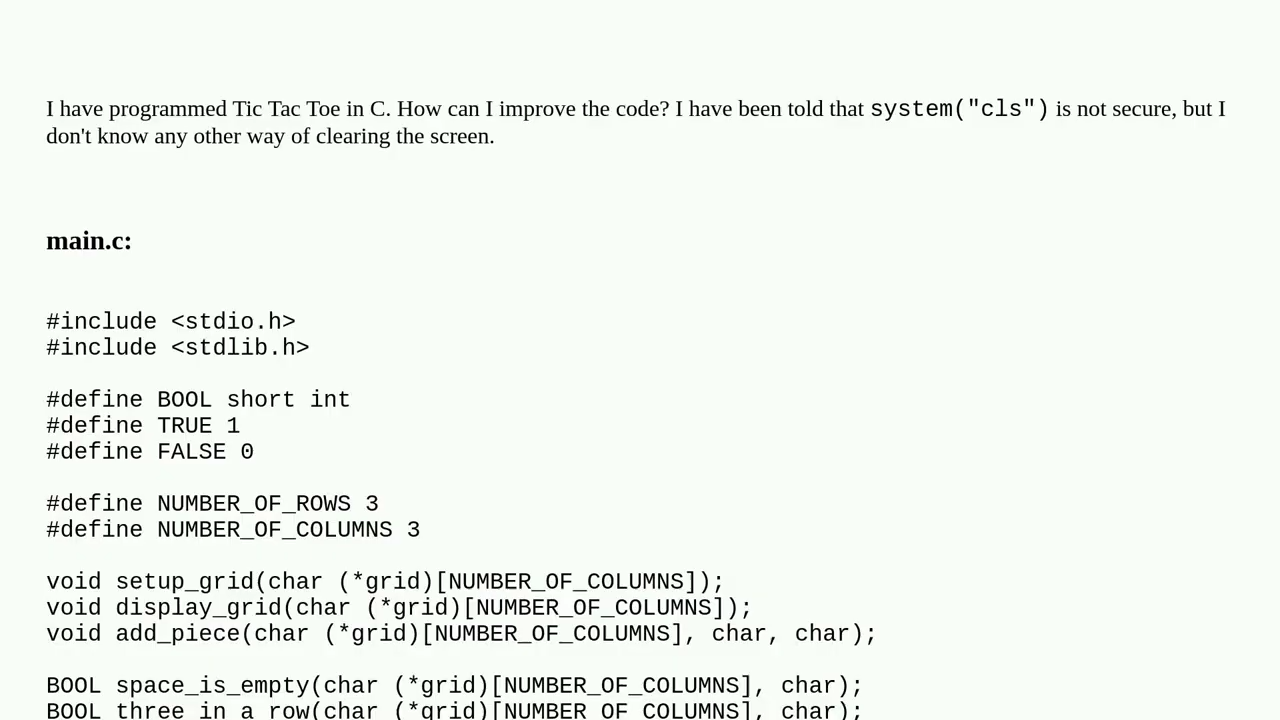 I have programmed Tic Tac Toe in C. How can I improve the code? I have been told that system("cls") is not secure, but I
don't know any other way of clearing the screen.
main.c:
#include <stdio.h>
#include <stdlib.h>
#define BOOL short int
#define TRUE 1
#define FALSE 0
#define NUMBER_OF_ROWS 3
#define NUMBER_OF_COLUMNS 3
void setup_grid(char (*grid)[NUMBER_OF_COLUMNS]);
void display_grid(char (*grid)[NUMBER_OF_COLUMNS]);
void add_piece(char (*grid)[NUMBER_OF_COLUMNS], char, char);
BOOL space_is_empty(char (*grid)[NUMBER_OF_COLUMNS], char);
BOOL three_in_a_row(char (*grid)[NUMBER_OF_COLUMNS], char);